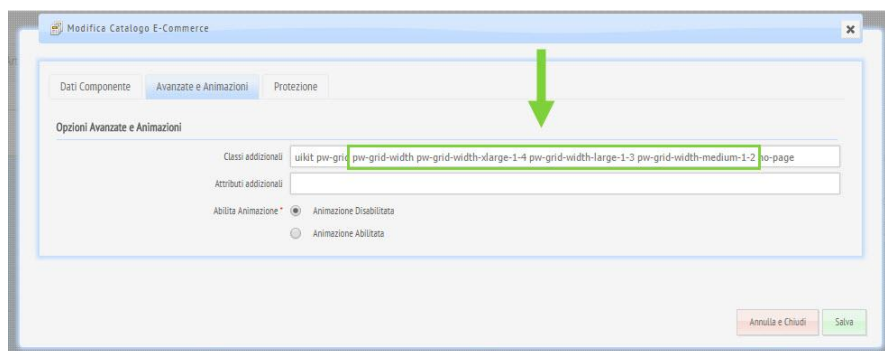 Modifica Catalogo E-Commerce
Dati Componente Avanzate e Animazioni Protezione
Opzioni Avanzate e Animazioni
Classi addizionali uikit pw-grid pw-grid-width pw-grid-width-xlarge-1-4 pw-grid-width-large-1-3 pw-grid-width-medium-1-2 no-page
Attributi addizionali
Abilita Animazione * Animazione Disabilitata
Animazione Abilitata
Annulla e Chiudi Salva